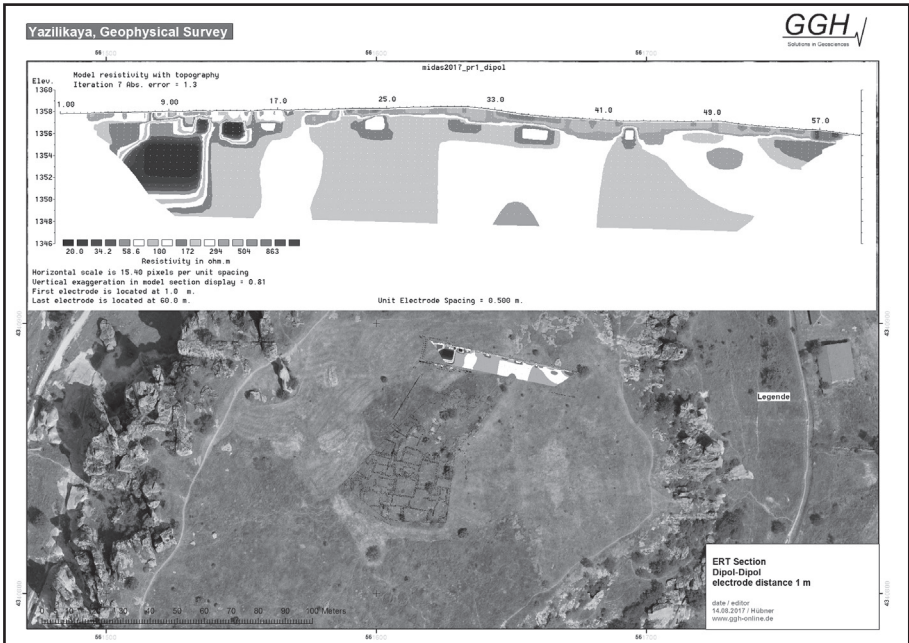 Yazilikaya, Geophysical Survey
GGH
Solutions in Geosciences
midas2017_pr1_dipol
Model resistivity with topography
Elev.
Iteration 7 Abs. error = 1.3
1360
1.00 9.00 17.0 25.0 33.0 41.0 49.0 57.0
1358
1356
1354
1352
1350
1348
1346
20.0 34.2 58.6 100 172 294 504 863
Resistivity in ohm.m
Horizontal scale is 15.40 pixels per unit spacing
Vertical exaggeration in model section display = 0.81
First electrode is located at 1.0 m.
Last electrode is located at 60.0 m.
Unit Electrode Spacing = 0.500 m.
Legende
ERT Section
Dipol-Dipol
electrode distance 1 m
date / editor
14.08.2017 / Hübner
www.ggh-online.de
0 5 10 20 30 40 50 60 70 80 90 100 Meters